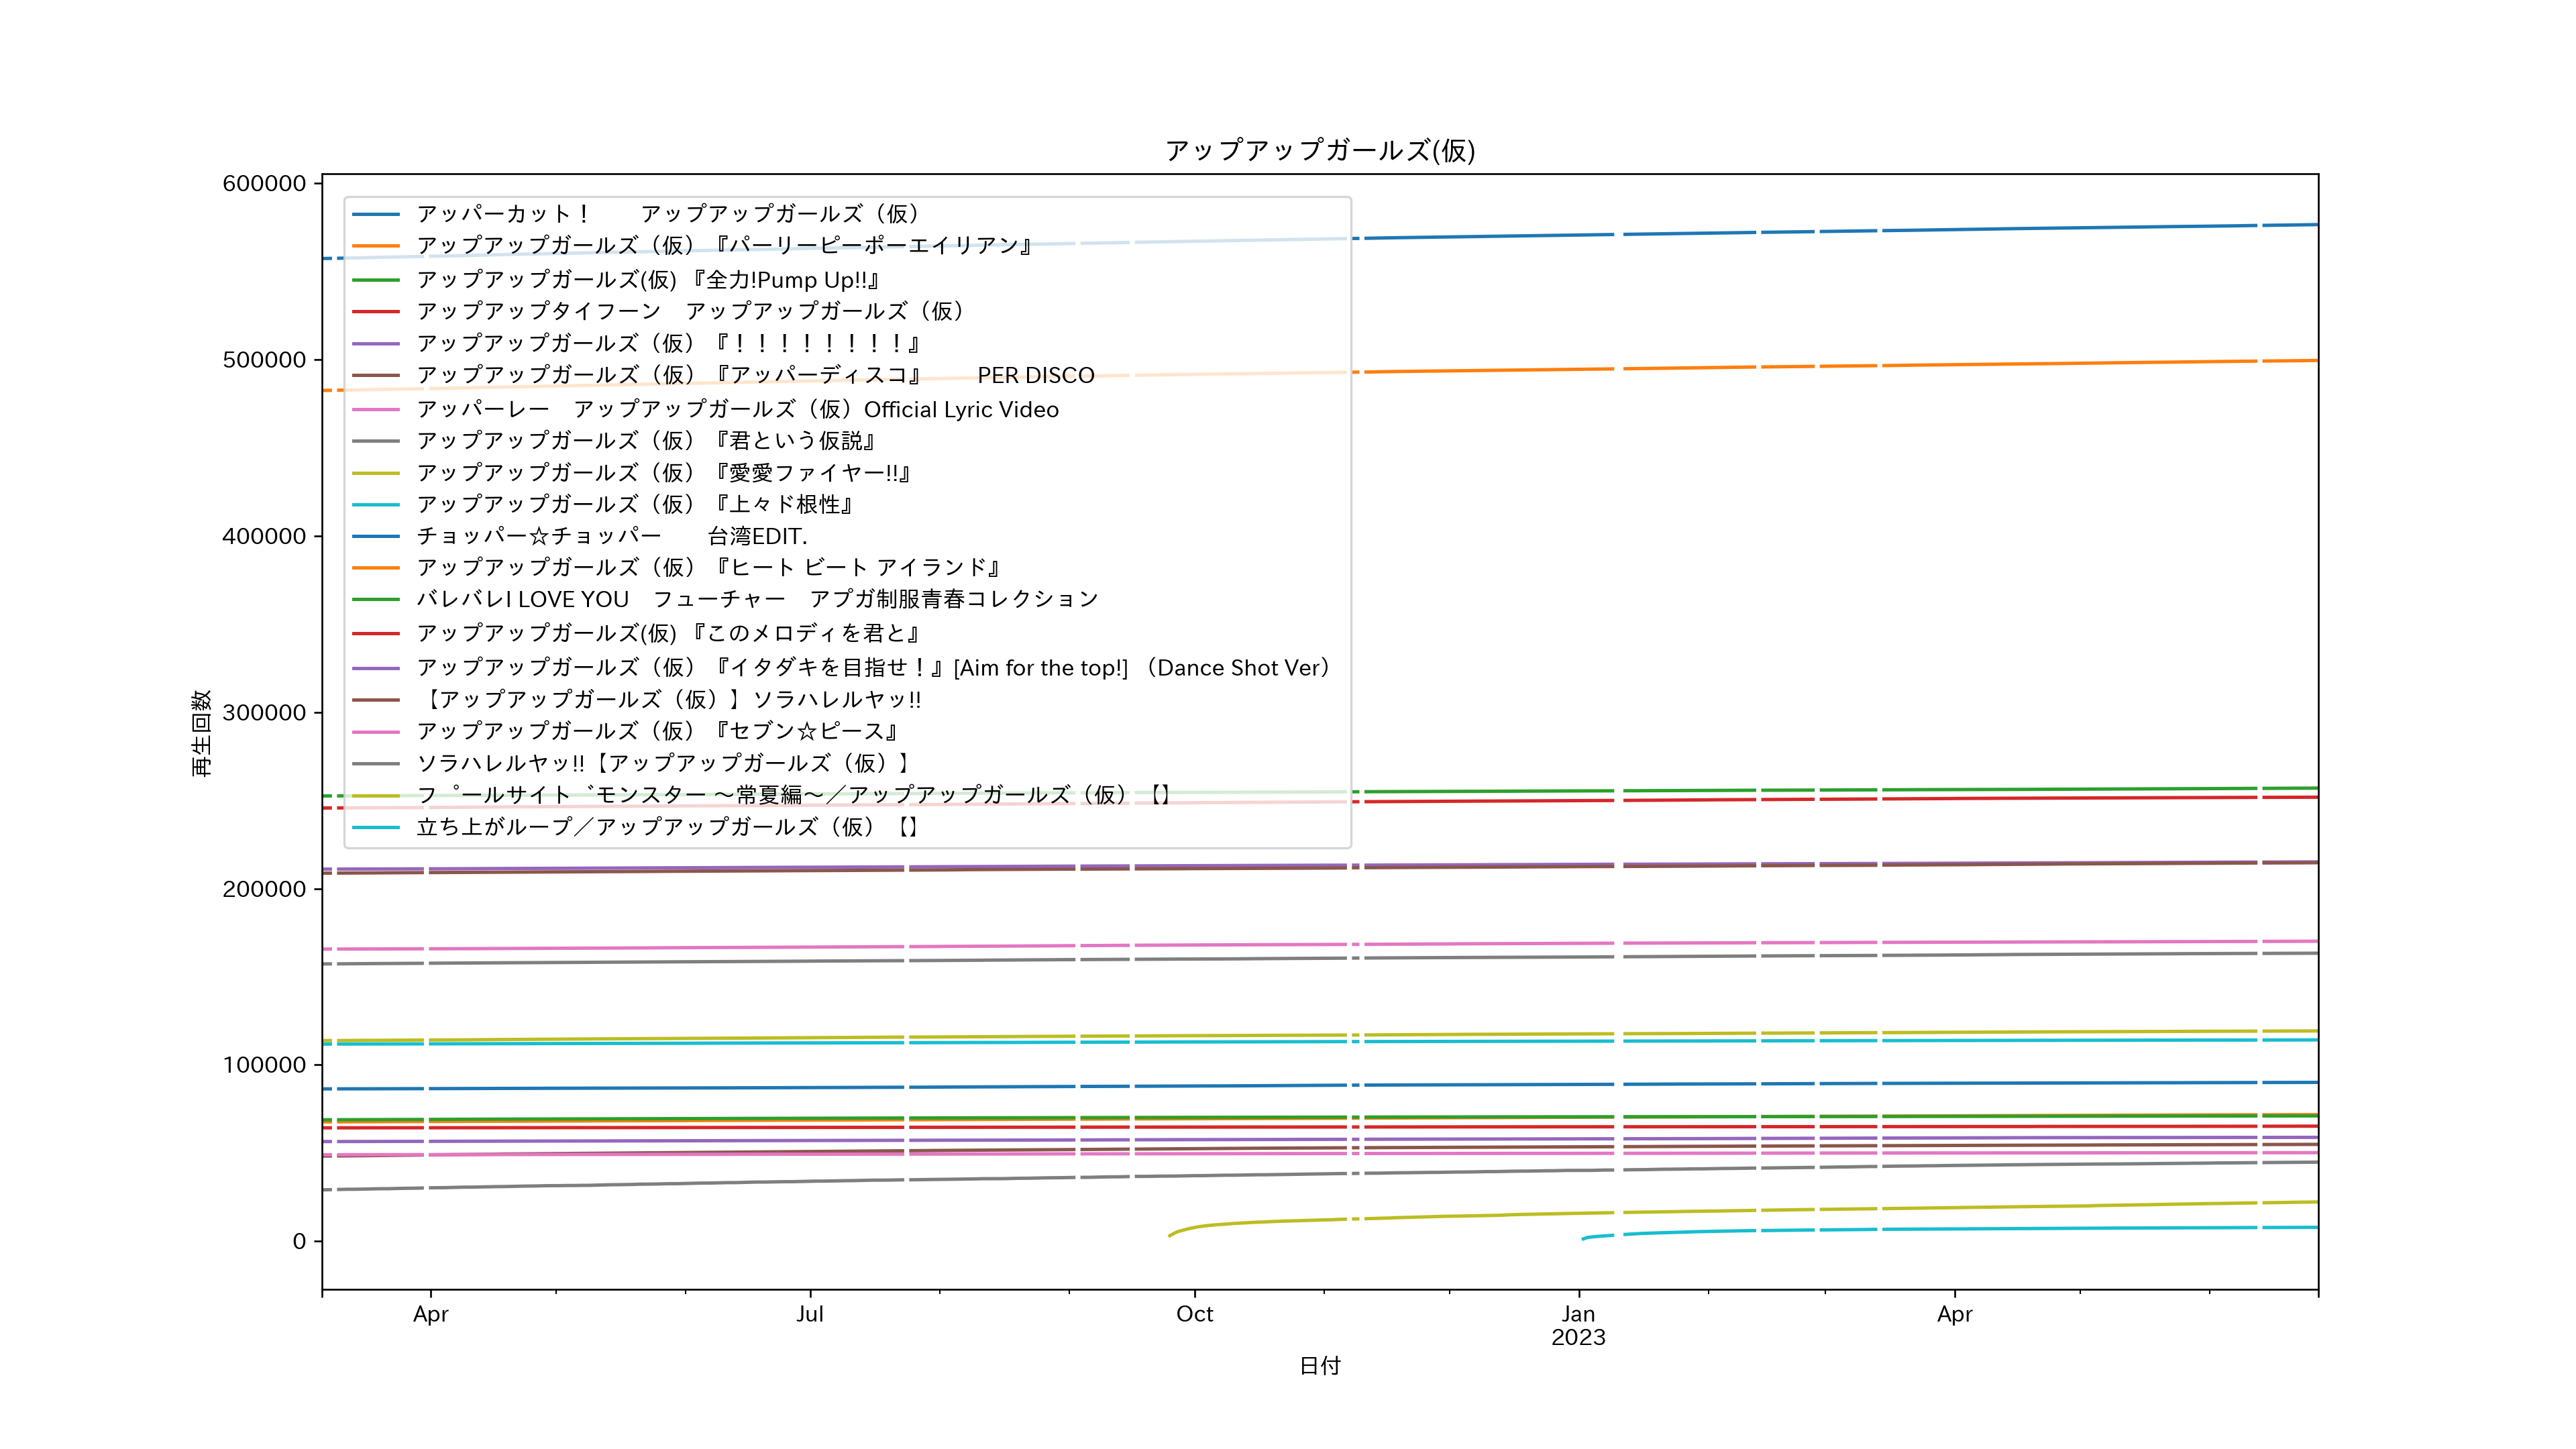 アップアップガールズ(仮)
600000
500000
400000
300000
200000
100000
0
再生回数
アッパーカット！　　アップアップガールズ（仮）
アップアップガールズ（仮）『パーリーピーポーエイリアン』
アップアップガールズ(仮) 『全力!Pump Up!!』
アップアップタイフーン　アップアップガールズ（仮）
アップアップガールズ（仮）『！！！！！！！！』
アップアップガールズ（仮）『アッパーディスコ』　　PER DISCO
アッパーレー　アップアップガールズ（仮）Official Lyric Video
アップアップガールズ（仮）『君という仮説』
アップアップガールズ（仮）『愛愛ファイヤー!!』
アップアップガールズ（仮）『上々ド根性』
チョッパー☆チョッパー　　台湾EDIT.
アップアップガールズ（仮）『ヒート ビート アイランド』
バレバレI LOVE YOU　フューチャー　アプガ制服青春コレクション
アップアップガールズ(仮) 『このメロディを君と』
アップアップガールズ（仮）『イタダキを目指せ！』[Aim for the top!] （Dance Shot Ver）
【アップアップガールズ（仮）】ソラハレルヤッ!!
アップアップガールズ（仮）『セブン☆ピース』
ソラハレルヤッ!!【アップアップガールズ（仮）】
フ゜ールサイト゛モンスター ～常夏編～／アップアップガールズ（仮）【】
立ち上がループ／アップアップガールズ（仮）【】
Apr
Jul
Oct
Jan
2023
Apr
日付